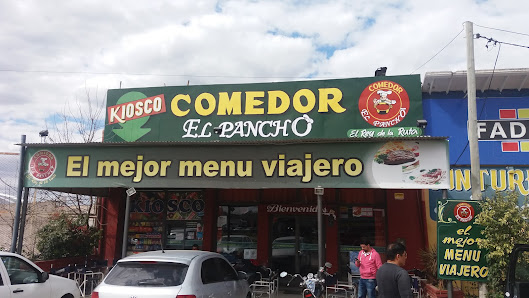 KIOSCO
COMEDOR
EL PANCHO
El Rey de la Ruta
COMEDOR
EL PANCHO
El mejor menu viajero
FAD
KIOSCO
Bienvenidos
el
mejor
MENU
VIAJERO